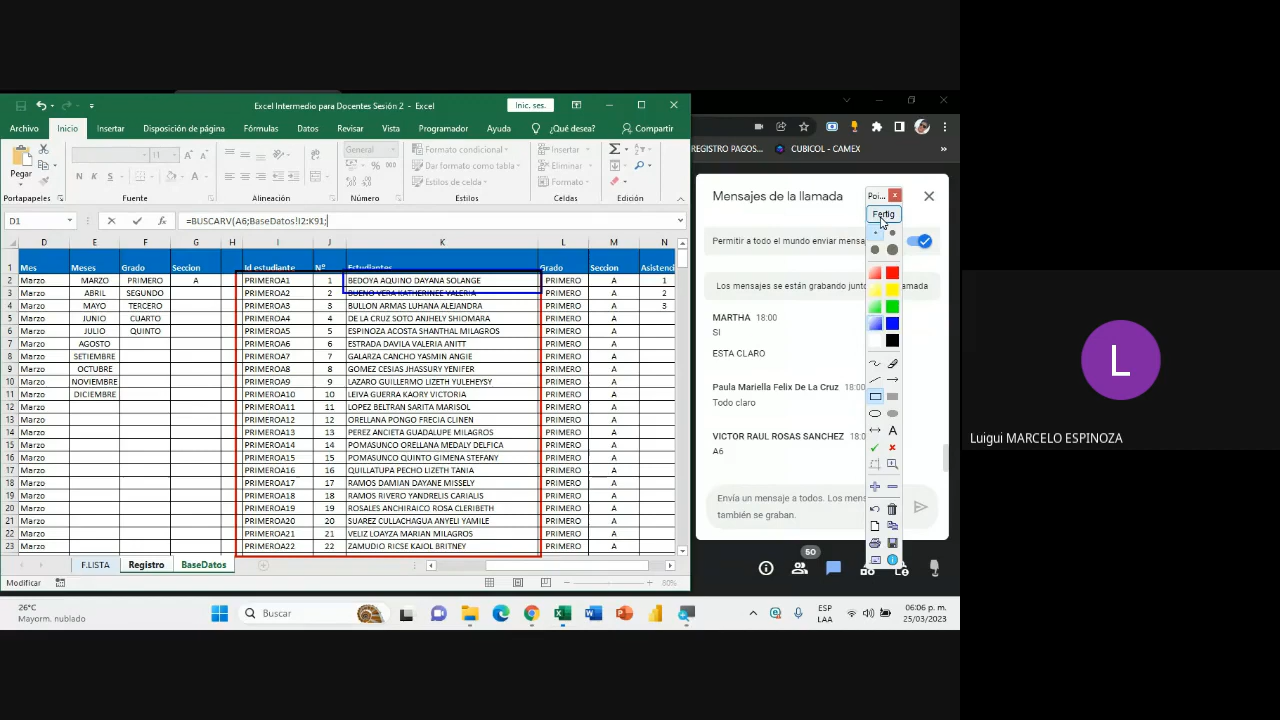 Excel Intermedio para Docentes Sesión 2 - Excel
Inic. ses.
Archivo Inicio Insertar Disposición de página Fórmulas Datos Revisar Vista Programador Ayuda ¿Qué desea? Compartir
Pegar
11
N K S
General
% 000
Formato condicional
Dar formato como tabla
Estilos de celda
Insertar
Eliminar
Formato
Portapapeles Fuente Alineación Número Estilos Celdas Edición
D1 =BUSCARV(A6;BaseDatos!I2:K91;
D E F G H I J K L M N
1 Mes Meses Grado Seccion Id estudiante Nº Estudiantes Grado Seccion Asistenc
2 Marzo MARZO PRIMERO A PRIMEROA1 1 BEDOYA AQUINO DAYANA SOLANGE PRIMERO A 1
3 Marzo ABRIL SEGUNDO PRIMEROA2 2 BUENO VERA KATHERINEE VALERIA PRIMERO A 2
4 Marzo MAYO TERCERO PRIMEROA3 3 BULLON ARMAS LUHANA ALEJANDRA PRIMERO A 3
5 Marzo JUNIO CUARTO PRIMEROA4 4 DE LA CRUZ SOTO ANJHELY SHIOMARA PRIMERO A
6 Marzo JULIO QUINTO PRIMEROA5 5 ESPINOZA ACOSTA SHANTHAL MILAGROS PRIMERO A
7 Marzo AGOSTO PRIMEROA6 6 ESTRADA DAVILA VALERIA ANITT PRIMERO A
8 Marzo SETIEMBRE PRIMEROA7 7 GALARZA CANCHO YASMIN ANGIE PRIMERO A
9 Marzo OCTUBRE PRIMEROA8 8 GOMEZ CESIAS JHASSURY YENIFER PRIMERO A
10 Marzo NOVIEMBRE PRIMEROA9 9 LAZARO GUILLERMO LIZETH YULEHEYSY PRIMERO A
11 Marzo DICIEMBRE PRIMEROA10 10 LEIVA GUERRA KAORY VICTORIA PRIMERO A
12 Marzo PRIMEROA11 11 LOPEZ BELTRAN SARITA MARISOL PRIMERO A
13 Marzo PRIMEROA12 12 ORELLANA PONGO FRECIA CLINEN PRIMERO A
14 Marzo PRIMEROA13 13 PEREZ ANCIETA GUADALUPE MILAGROS PRIMERO A
15 Marzo PRIMEROA14 14 POMASUNCO ORELLANA MEDALY DELFICA PRIMERO A
16 Marzo PRIMEROA15 15 POMASUNCO QUINTO GIMENA STEFANY PRIMERO A
17 Marzo PRIMEROA16 16 QUILLATUPA PECHO LIZETH TANIA PRIMERO A
18 Marzo PRIMEROA17 17 RAMOS DAMIAN DAYANE MISSELY PRIMERO A
19 Marzo PRIMEROA18 18 RAMOS RIVERO YANDRELIS CARIALIS PRIMERO A
20 Marzo PRIMEROA19 19 ROSALES ANCHIRAICO ROSA CLERIBETH PRIMERO A
21 Marzo PRIMEROA20 20 SUAREZ CULLACHAGUA ANYELI YAMILE PRIMERO A
22 Marzo PRIMEROA21 21 VELIZ LOAYZA MARIAN MILAGROS PRIMERO A
23 Marzo PRIMEROA22 22 ZAMUDIO RICSE KAJOL BRITNEY PRIMERO A
F.LISTA Registro BaseDatos
Modificar
80%
REGISTRO PAGOS... CUBICOL - CAMEX »
Mensajes de la llamada
Poi...
Fertig
Permitir a todo el mundo enviar mensa
Los mensajes se están grabando junto amada
MARTHA 18:00
SI
ESTA CLARO
Paula Mariella Felix De La Cruz 18:00
Todo claro
VICTOR RAUL ROSAS SANCHEZ 18:0
A6
A
Envía un mensaje a todos. Los mens
también se graban.
50
L
Luigui MARCELO ESPINOZA
26°C
Mayorm. nublado
Buscar
ESP
LAA
06:06 p. m.
25/03/2023